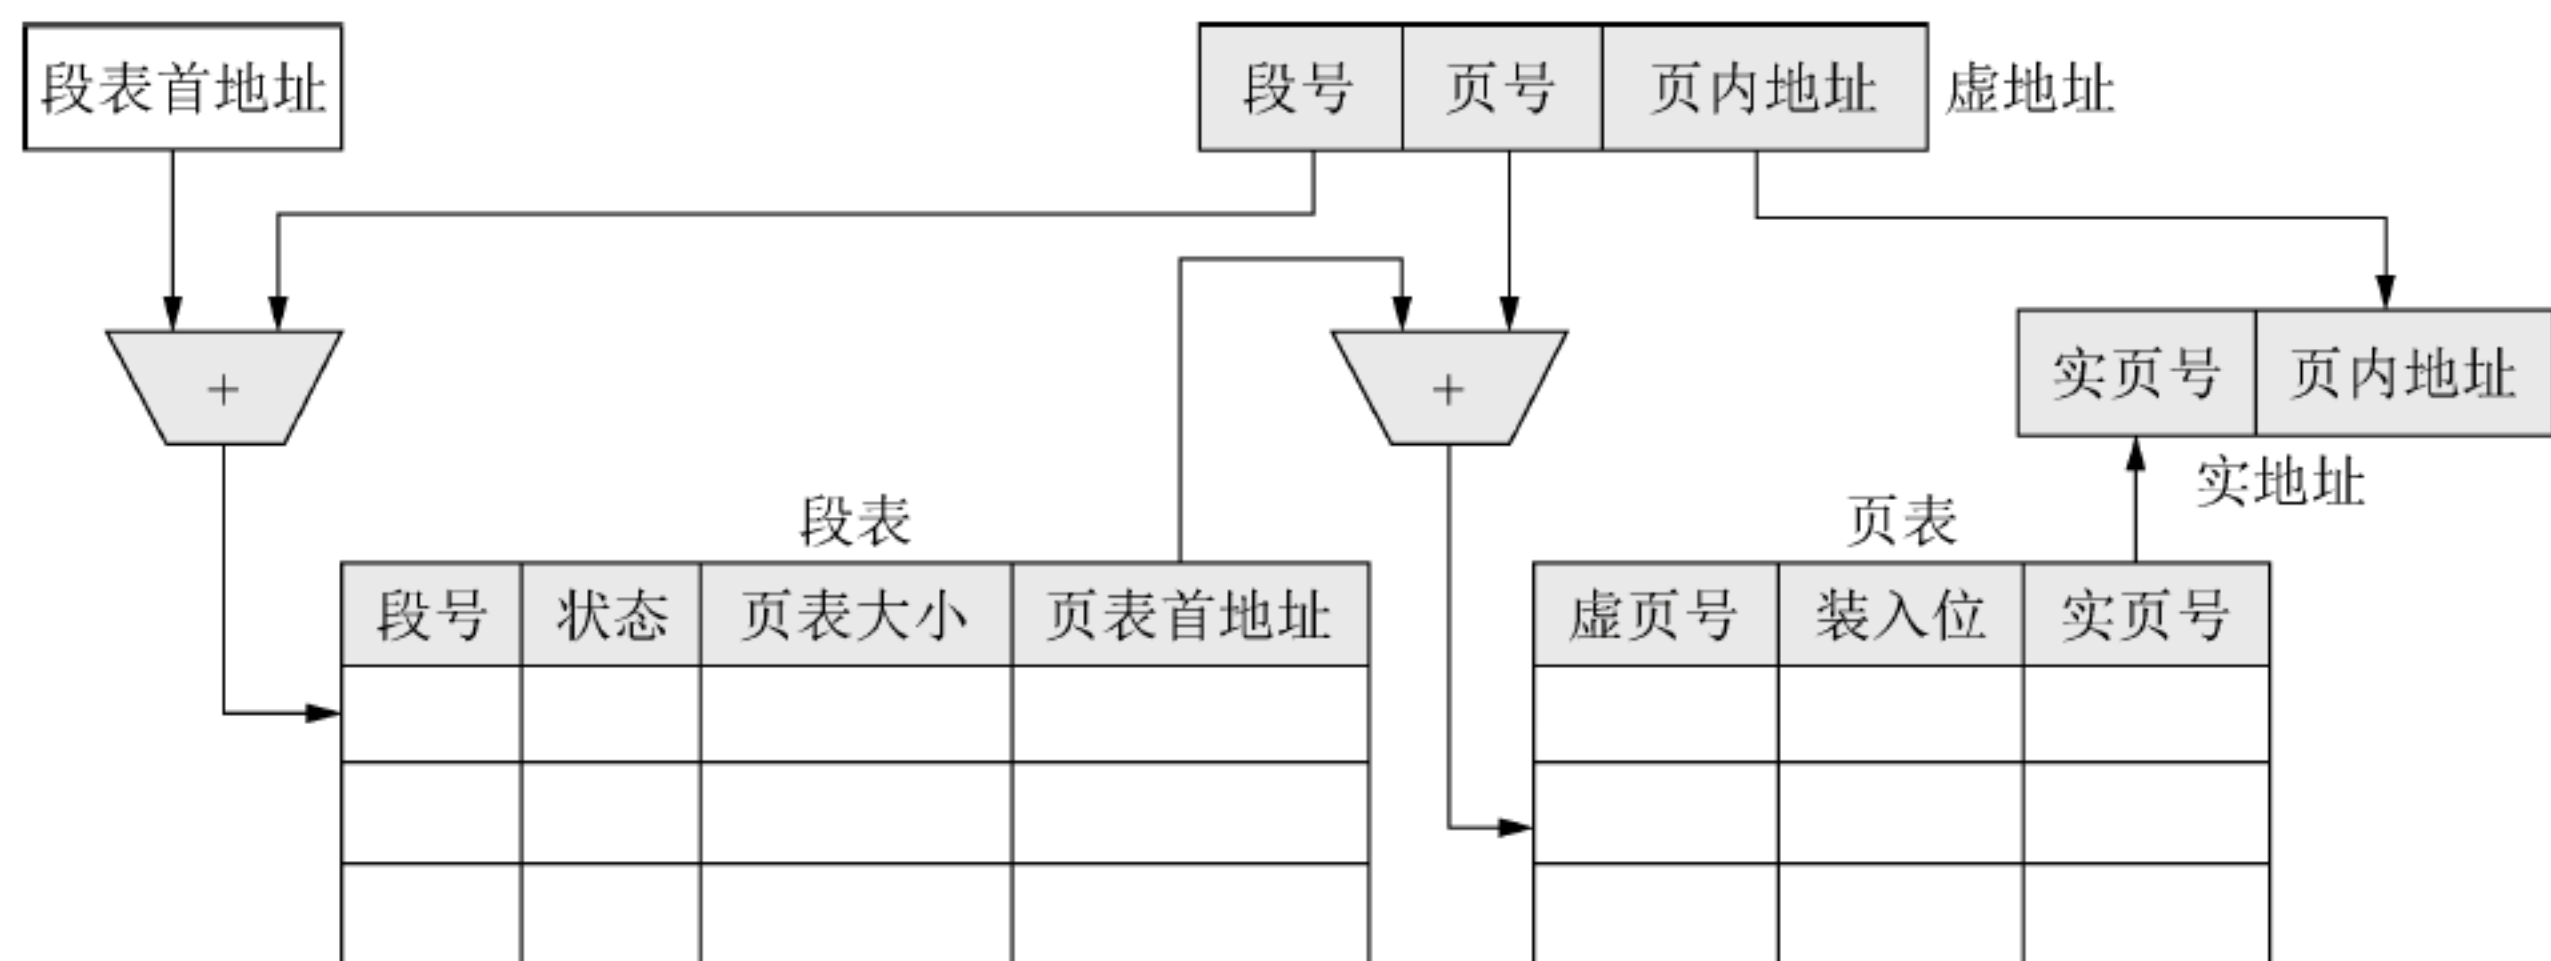 段表首地址
段号 页号 页内地址 虚地址
+ +
实页号 页内地址
实地址
段表
页表
段号 状态 页表大小 页表首地址
虚页号 装入位 实页号